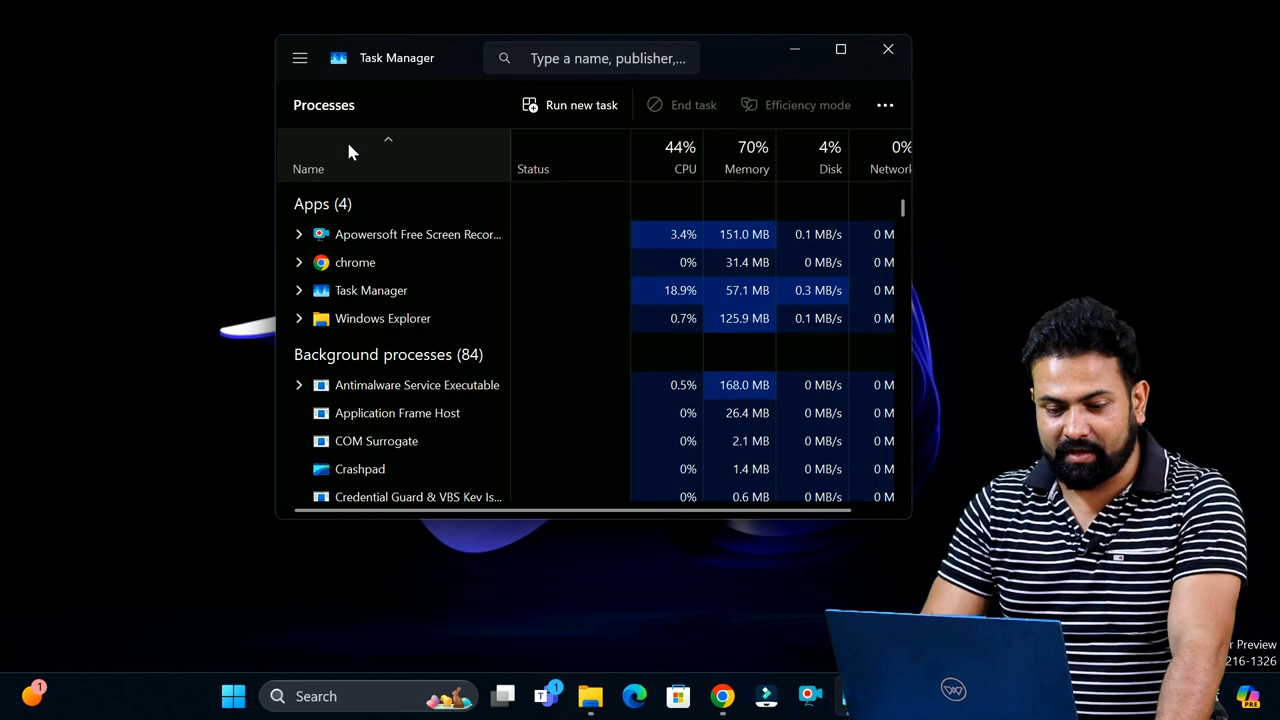 Task Manager
Type a name, publisher,...
Processes
Run new task
End task
Efficiency mode
Name
Status
44%
CPU
70%
Memory
4%
Disk
0%
Network
Apps (4)
Apowersoft Free Screen Recor... 3.4% 151.0 MB 0.1 MB/s 0 M
chrome 0% 31.4 MB 0 MB/s 0 M
Task Manager 18.9% 57.1 MB 0.3 MB/s 0 M
Windows Explorer 0.7% 125.9 MB 0.1 MB/s 0 M
Background processes (84)
Antimalware Service Executable 0.5% 168.0 MB 0 MB/s 0 M
Application Frame Host 0% 26.4 MB 0 MB/s 0 M
COM Surrogate 0% 2.1 MB 0 MB/s 0 M
Crashpad 0% 1.4 MB 0 MB/s 0 M
Credential Guard & VBS Key Is... 0% 0.6 MB 0 MB/s 0 M
r Preview
216-1326
1
Search
1
PRE